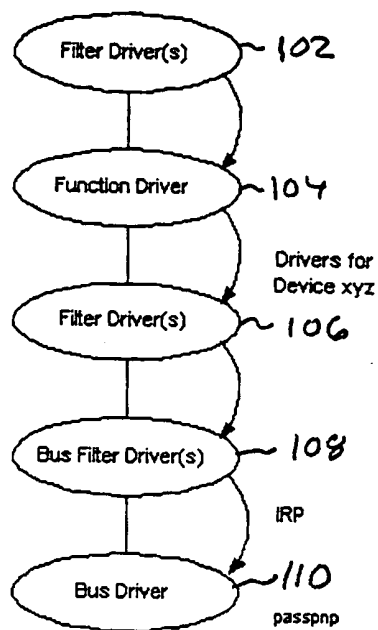 Filter Driver(s)
102
Function Driver
104
Drivers for
Device xyz
Filter Driver(s)
106
Bus Filter Driver(s)
108
IRP
Bus Driver
110
passpnp